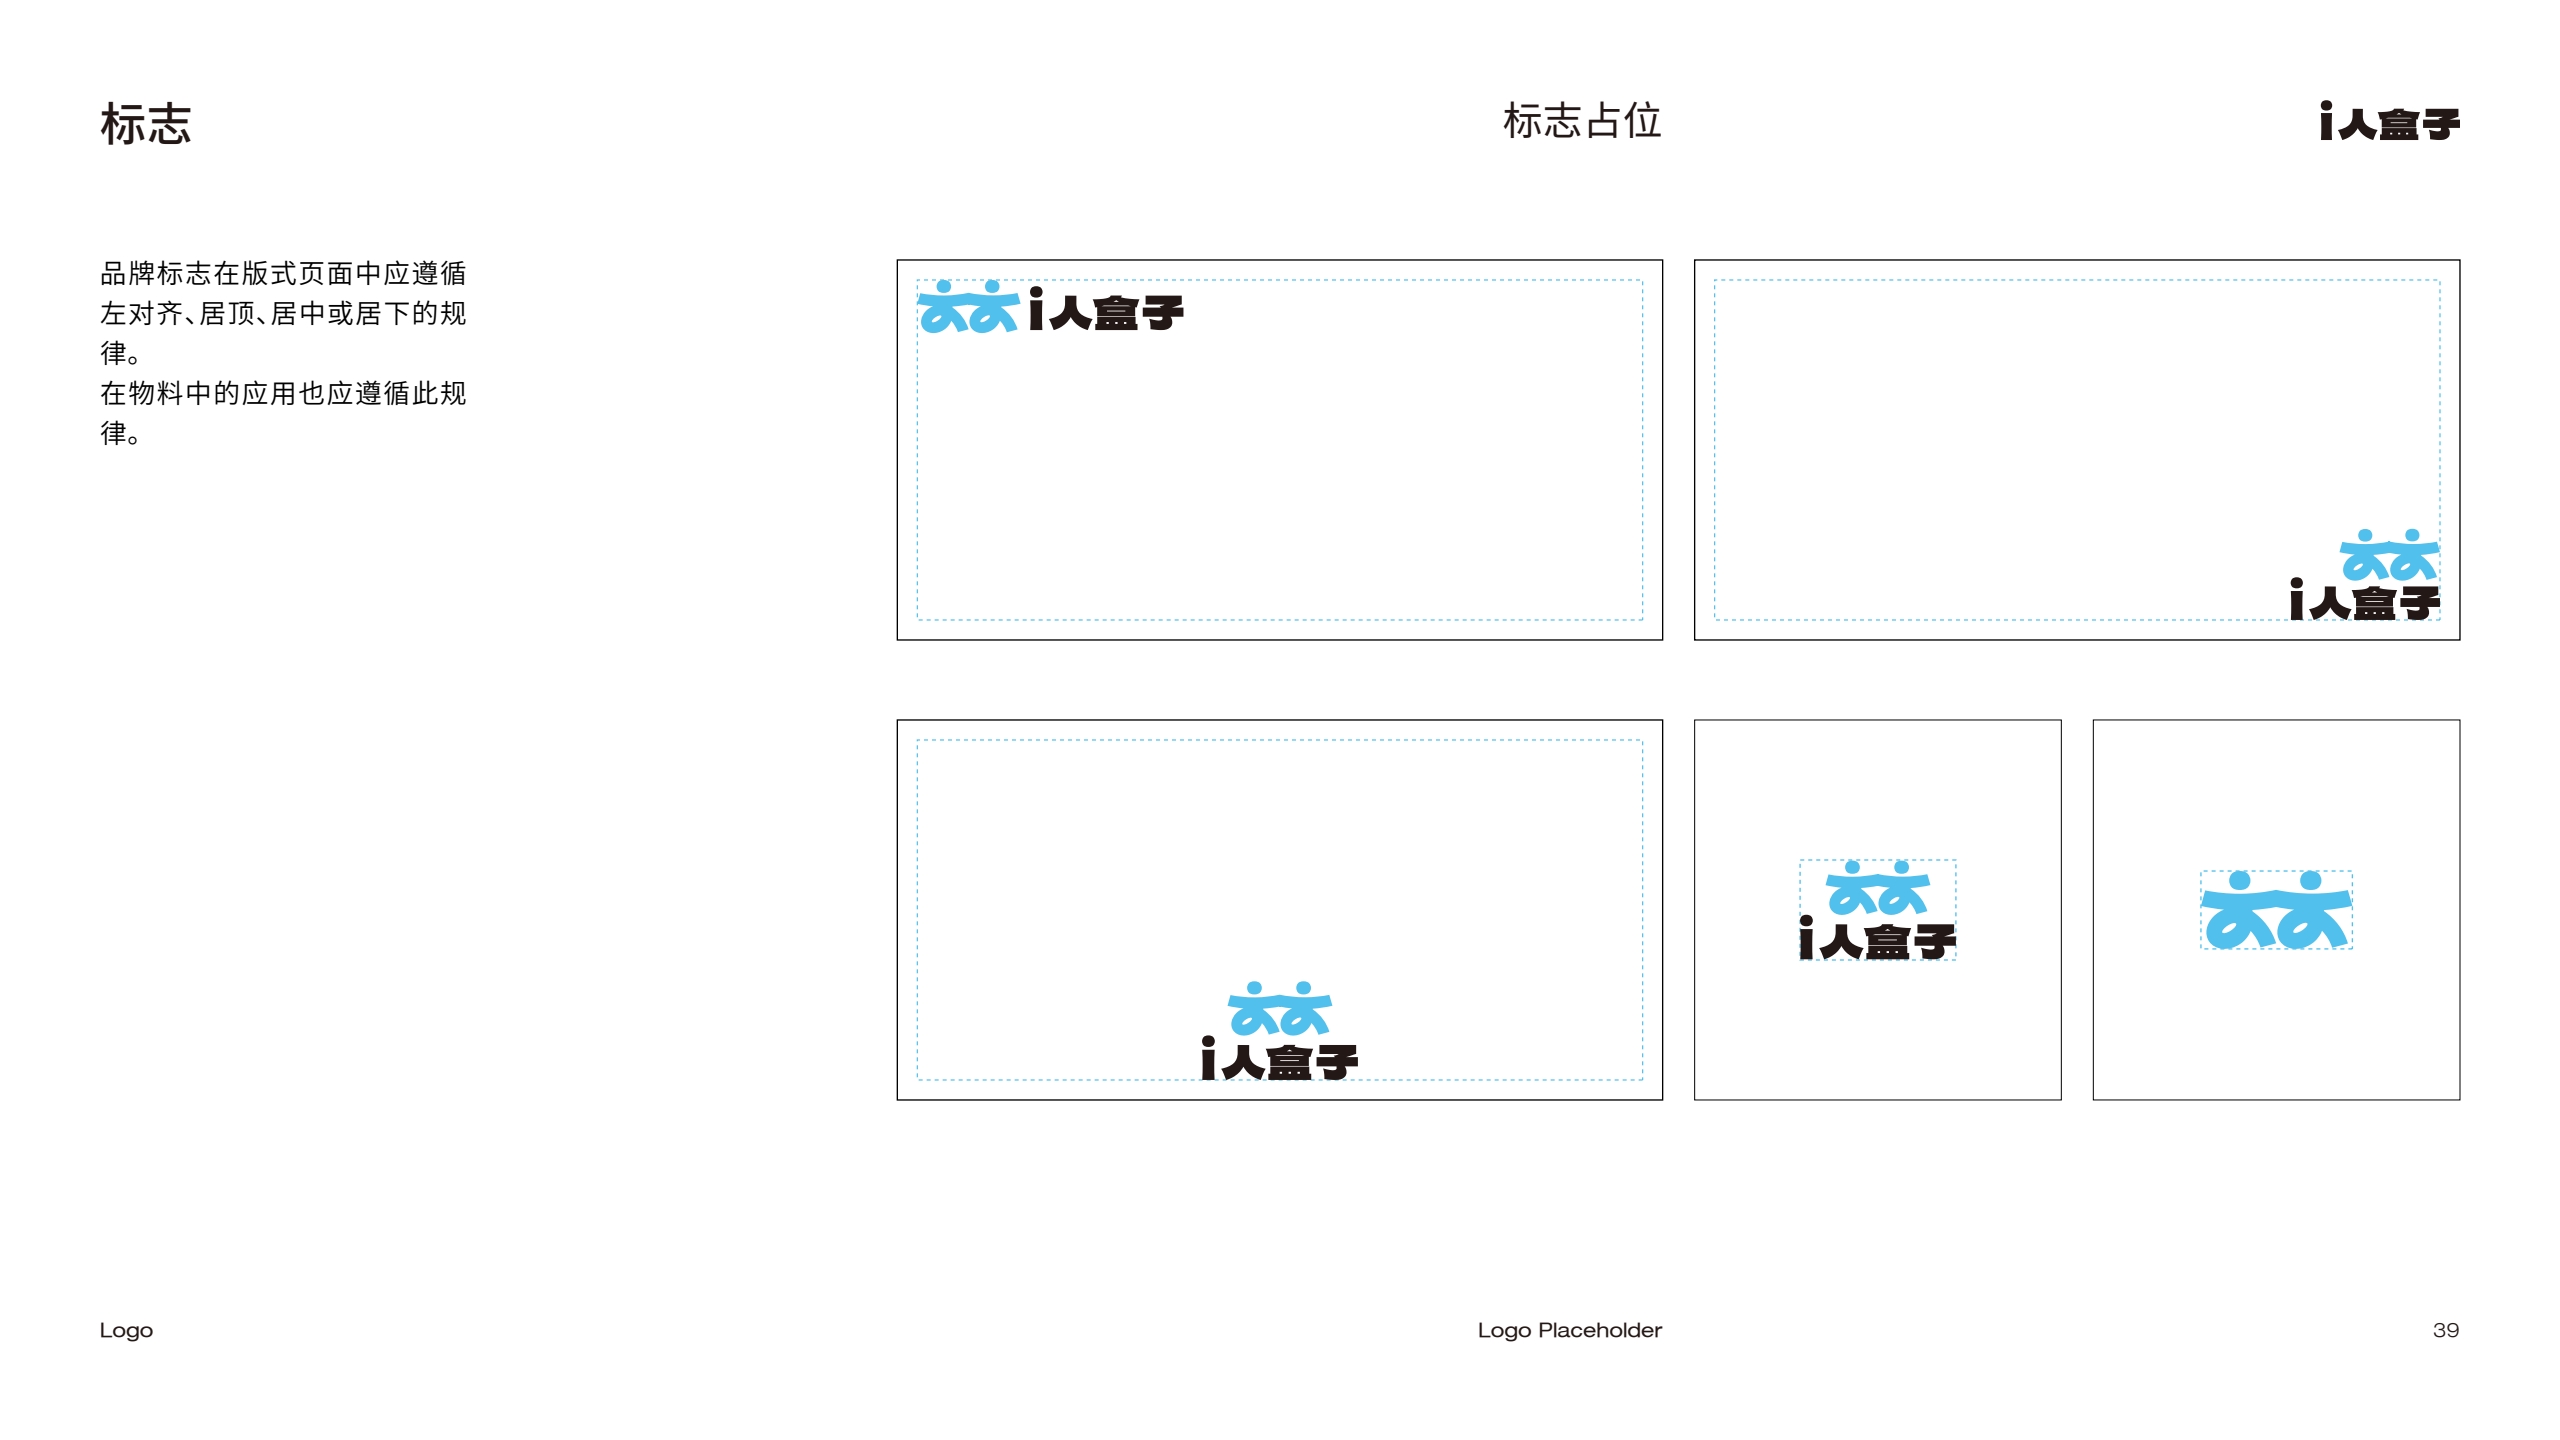 标志
标志占位
i人盒子
品牌标志在版式页面中应遵循
左对齐、居顶、居中或居下的规
律。
在物料中的应用也应遵循此规
律。
i人盒子
i人盒子
i人盒子
i人盒子
Logo
Logo Placeholder
39